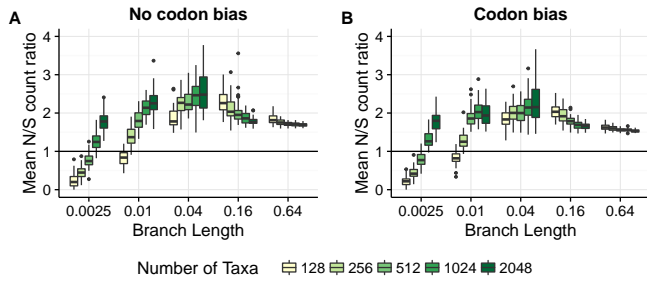 A No codon bias
B Codon bias
Mean N/S count ratio
4
3
2
1
0
0.0025 0.01 0.04 0.16 0.64
Branch Length
Mean N/S count ratio
4
3
2
1
0
0.0025 0.01 0.04 0.16 0.64
Branch Length
Number of Taxa 128 256 512 1024 2048